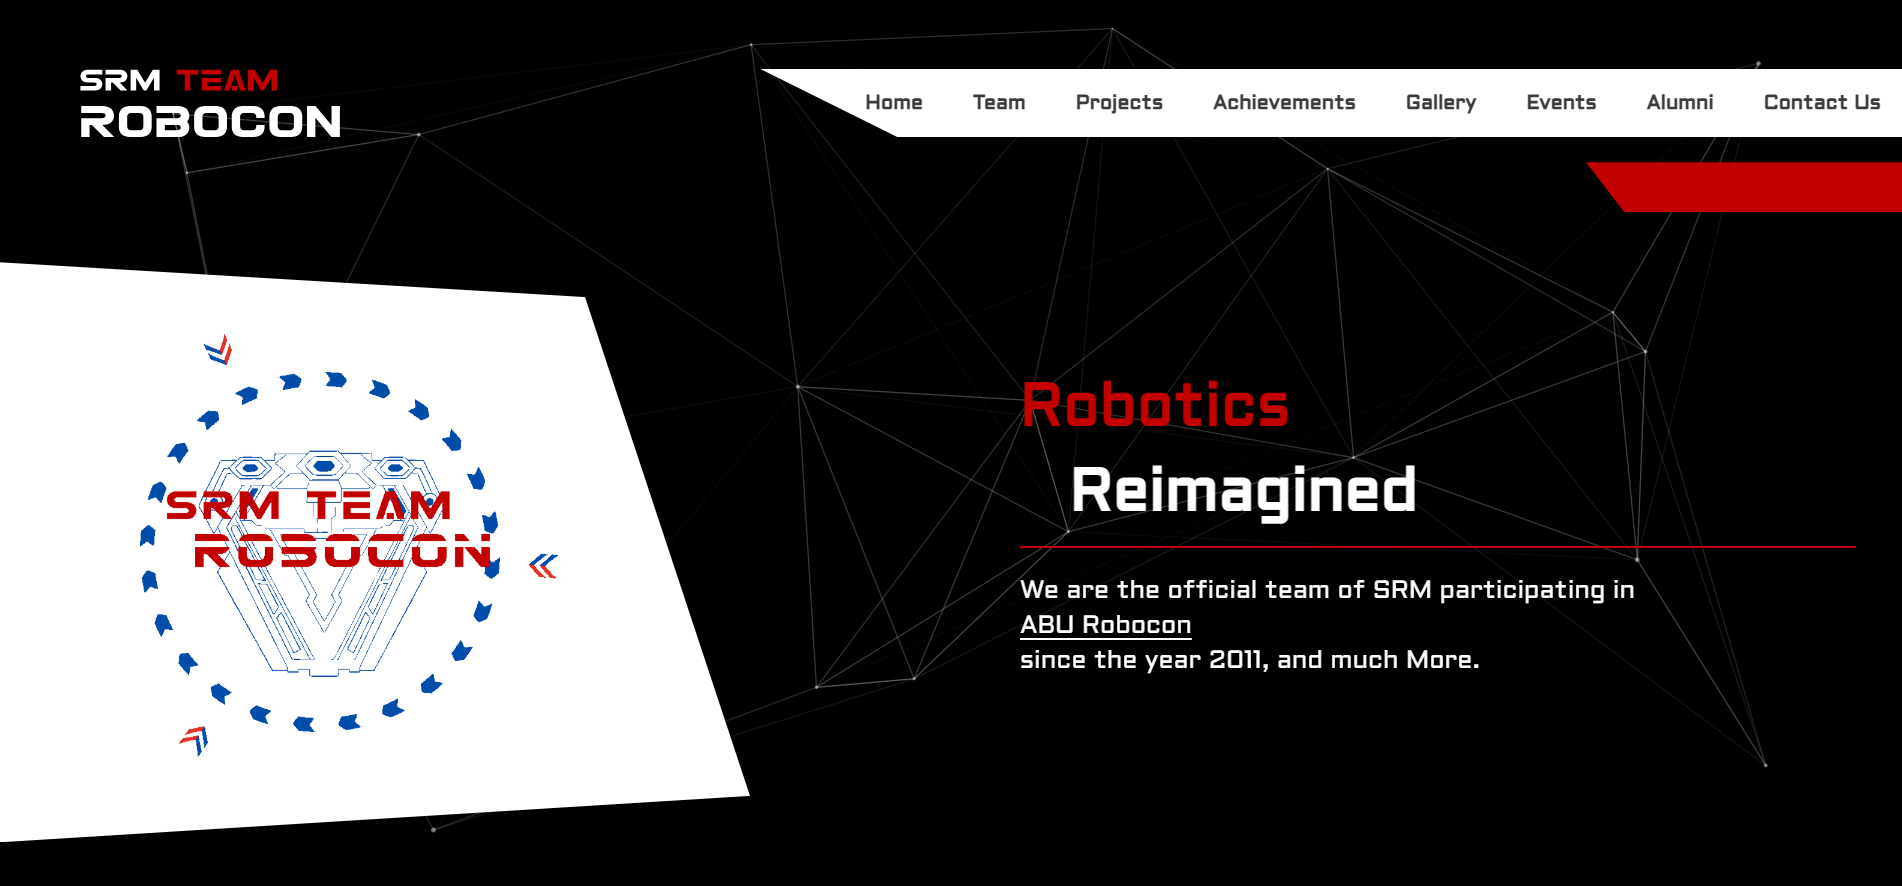 SRM TEAM
ROBOCON
Home Team Projects Achievements Gallery Events Alumni Contact Us
SRM TEAM
ROBOCON
Robotics
Reimagined
We are the official team of SRM participating in
ABU Robocon
since the year 2011, and much More.